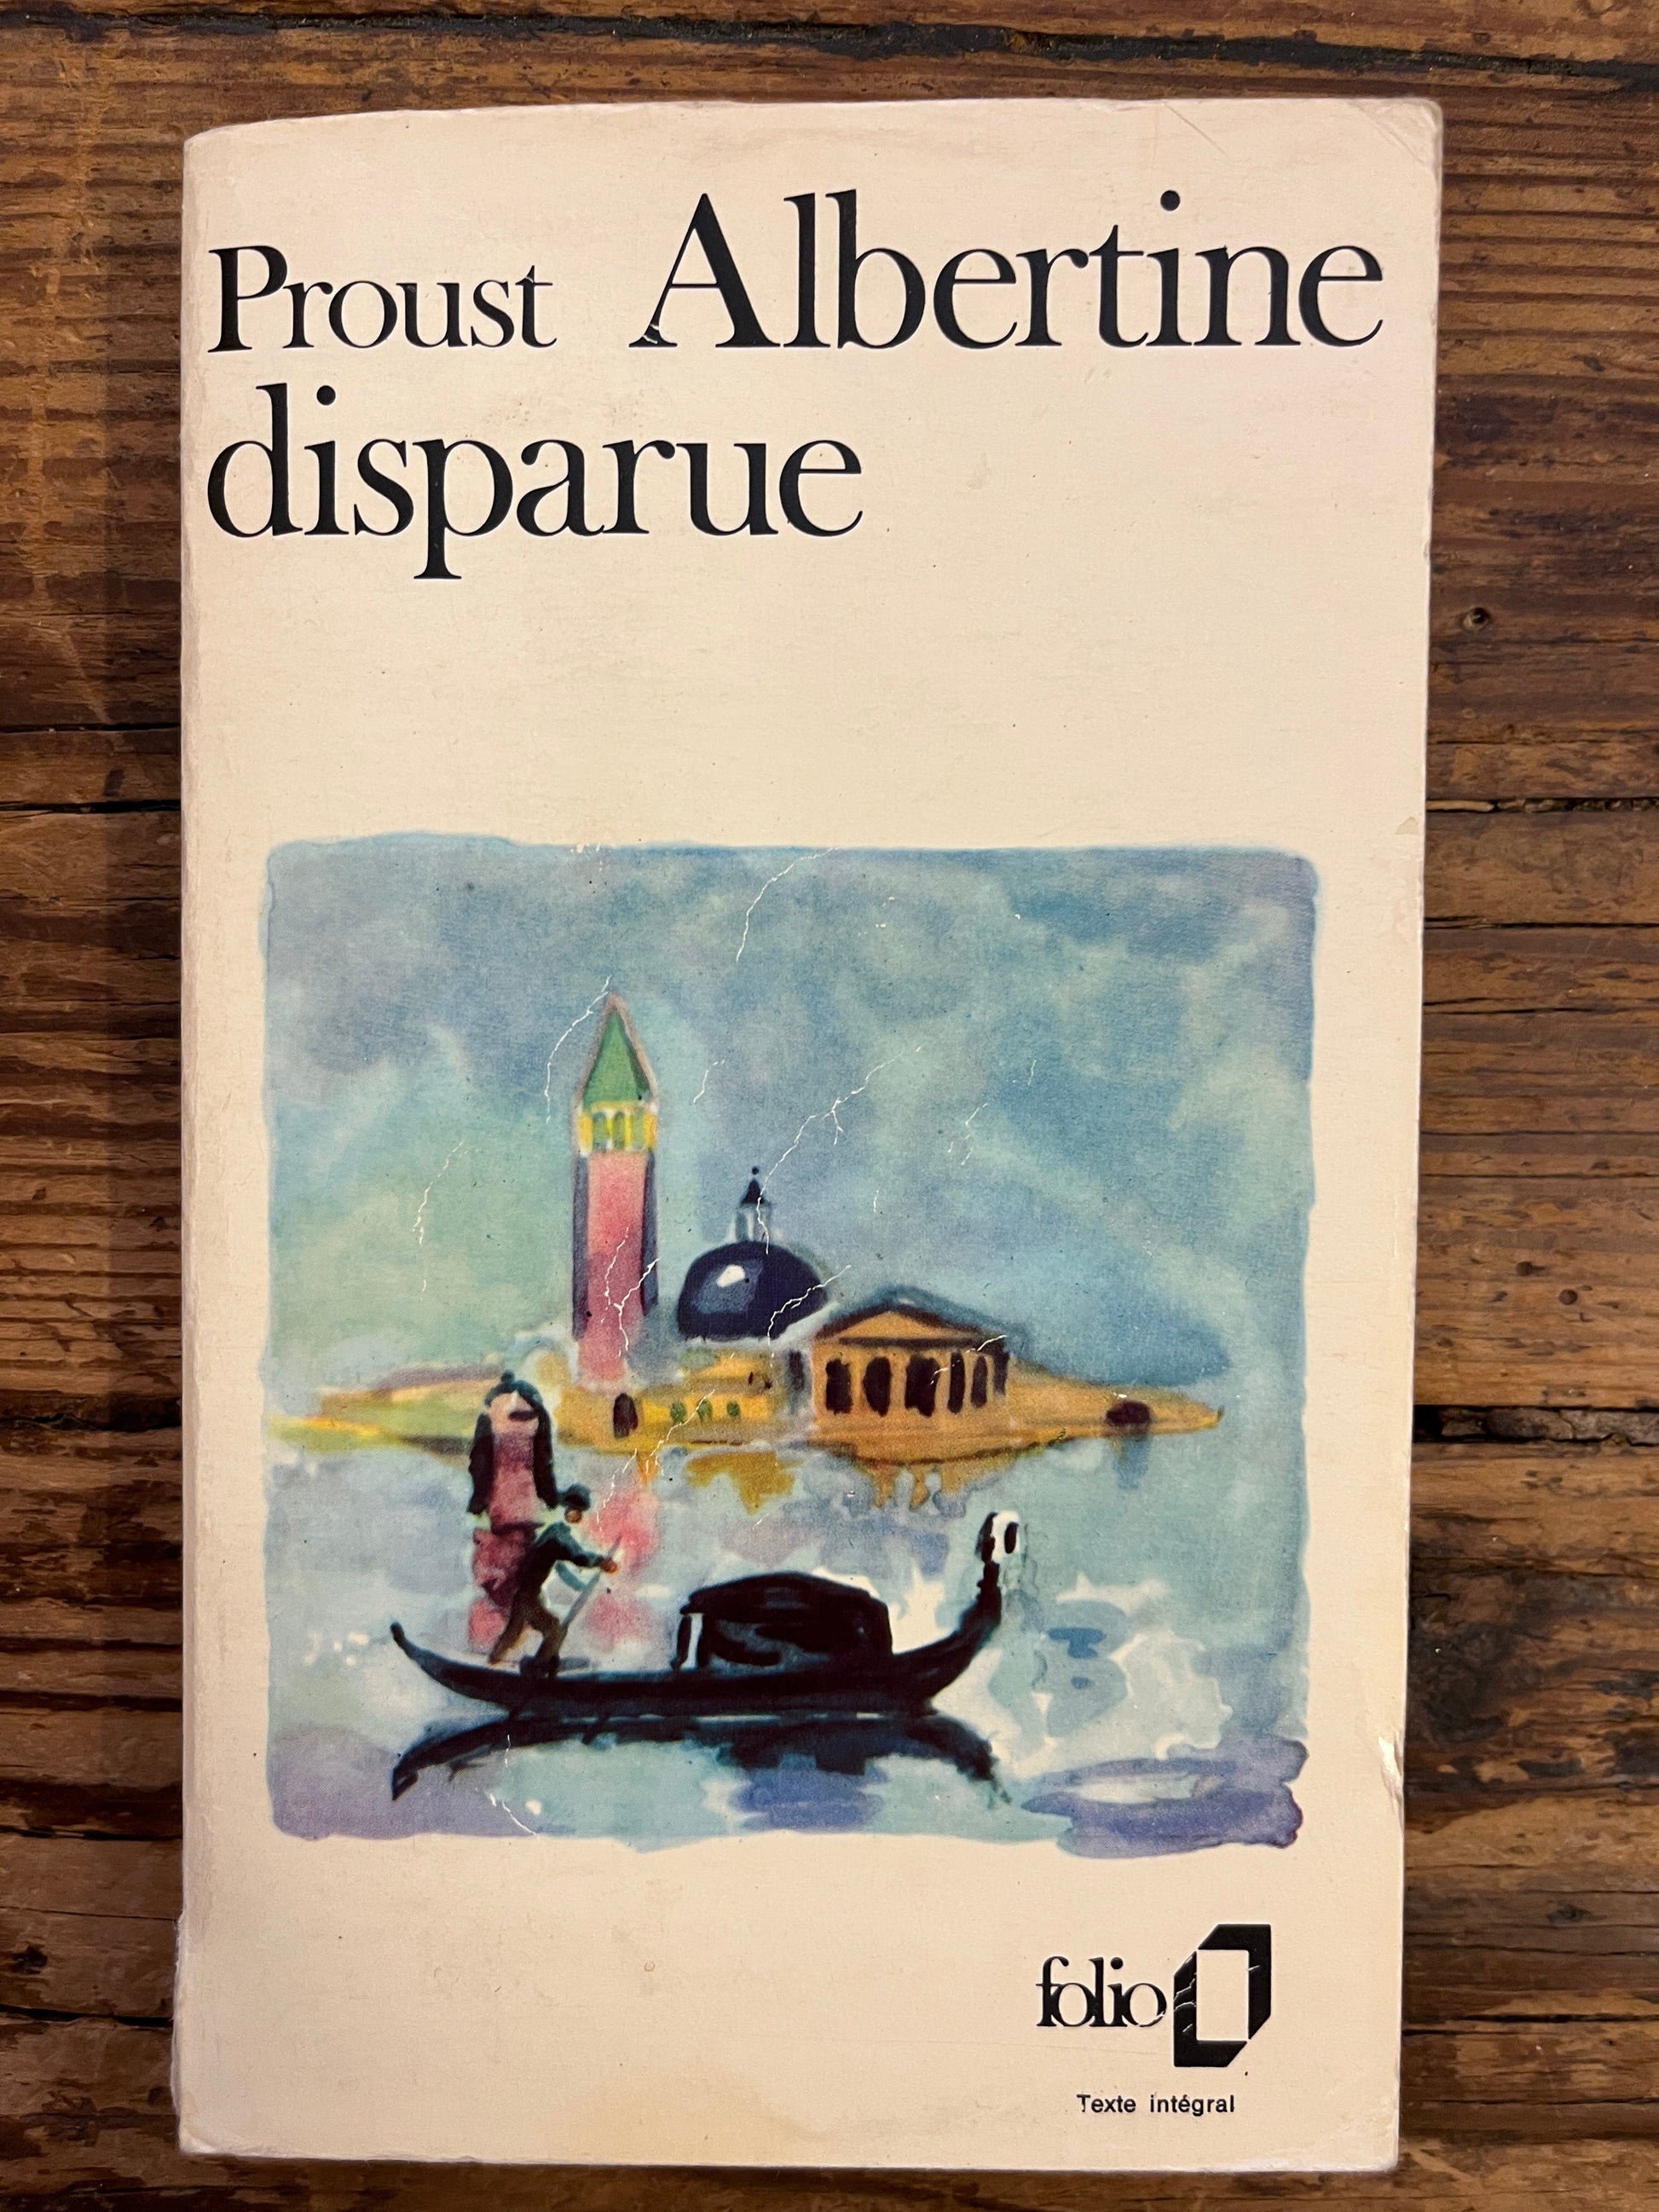 Proust Albertine
disparue
folio
Texte intégral